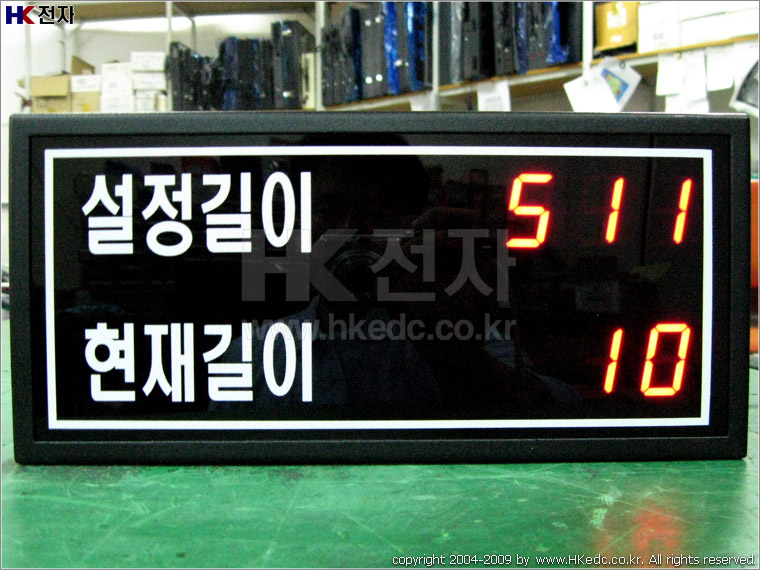 HK전자
설정길이 511
HK전자
www.hkedc.co.kr
현재길이 10
copyright 2004-2009 by www.HKedc.co.kr. All rights reserved.